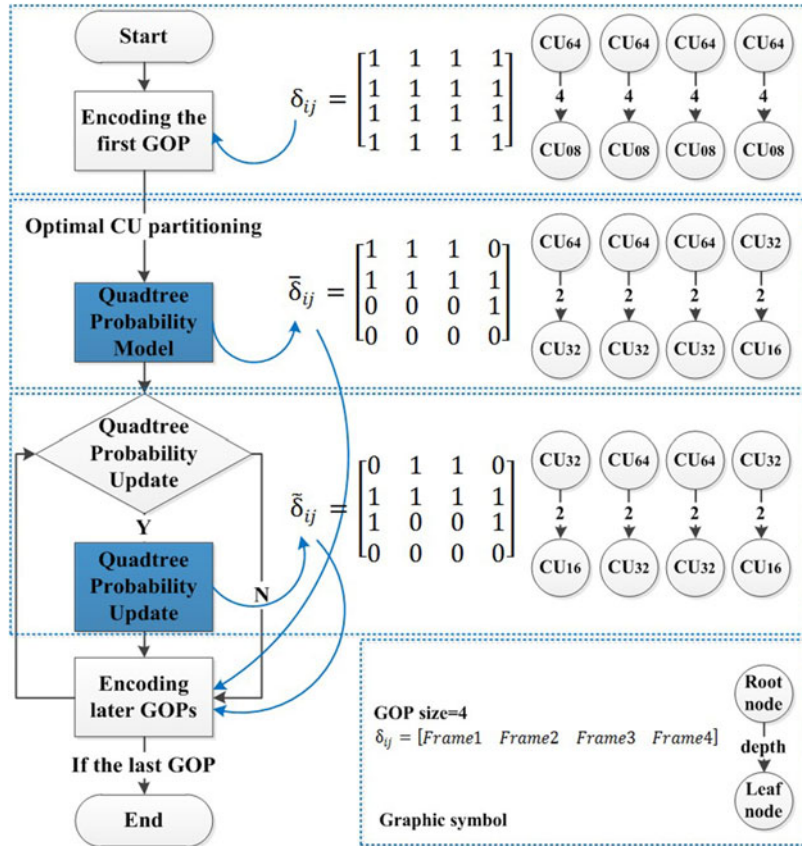 Start
Encoding the
first GOP
δij = [1 1 1 1
1 1 1 1
1 1 1 1
1 1 1 1]
CU64 CU64 CU64 CU64
4 4 4 4
CU08 CU08 CU08 CU08
Optimal CU partitioning
Quadtree
Probability
Model
δ̄ij = [1 1 1 0
1 1 1 1
0 0 0 1
0 0 0 0]
CU64 CU64 CU64 CU32
2 2 2 2
CU32 CU32 CU32 CU16
Quadtree
Probability
Update
Y
N
Quadtree
Probability
Update
δ̃ij = [0 1 1 0
1 1 1 1
1 0 0 1
0 0 0 0]
CU32 CU64 CU64 CU32
2 2 2 2
CU16 CU32 CU32 CU16
Encoding
later GOPs
If the last GOP
End
GOP size=4
δij = [Frame1 Frame2 Frame3 Frame4]
Graphic symbol
Root
node
depth
Leaf
node